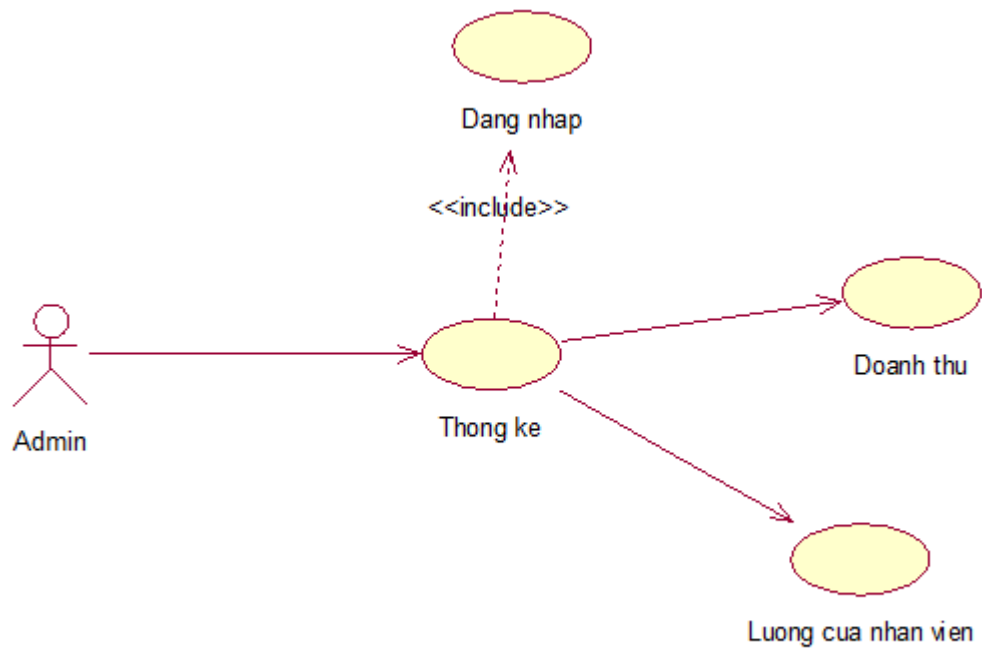 Dang nhap
<<include>>
Doanh thu
Thong ke
Admin
Luong cua nhan vien